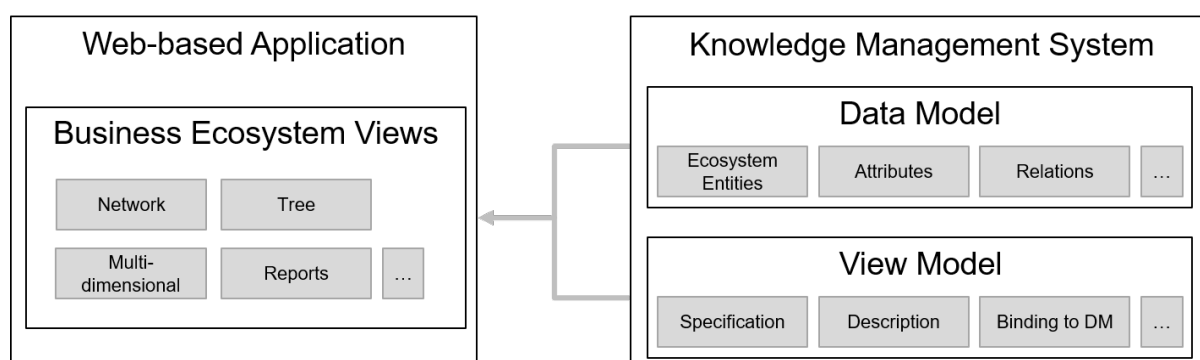 Web-based Application
Business Ecosystem Views
Network
Tree
Multi-
dimensional
Reports
...
Knowledge Management System
Data Model
Ecosystem
Entities
Attributes
Relations
...
View Model
Specification
Description
Binding to DM
...